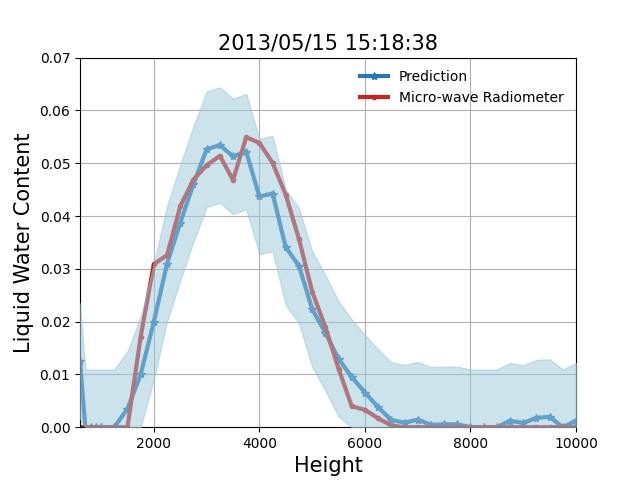 2013/05/15 15:18:38
Prediction
Micro-wave Radiometer
Liquid Water Content
0.07
0.06
0.05
0.04
0.03
0.02
0.01
0.00
2000 4000 6000 8000 10000
Height